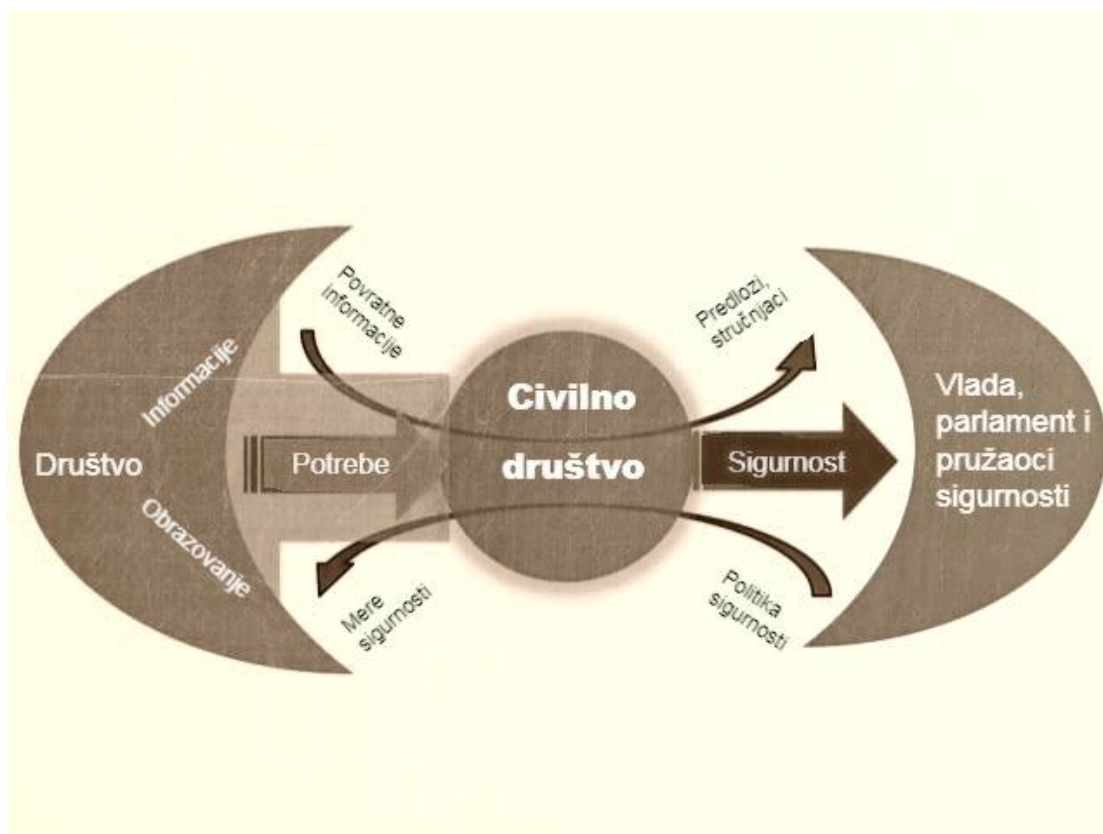 Povratne
informacije
Predlozi,
stručnjaci
Informacije
Društvo
Obrazovanje
Potrebe
Civilno
društvo
Sigurnost
Vlada,
parlament i
pružaoci
sigurnosti
Mere
sigurnosti
Politika
sigurnosti